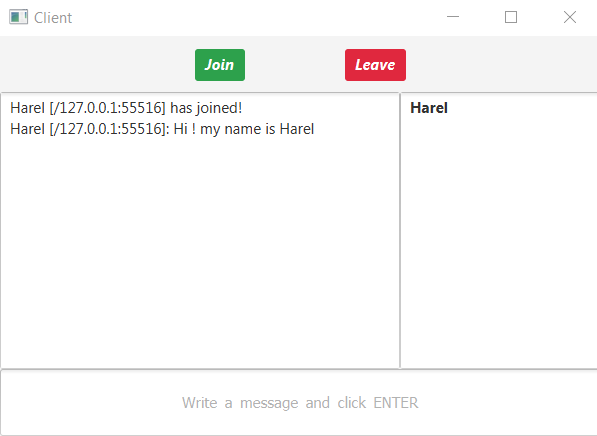 Client
Join
Leave
Harel [/127.0.0.1:55516] has joined!
Harel [/127.0.0.1:55516]: Hi ! my name is Harel
Harel
Write a message and click ENTER